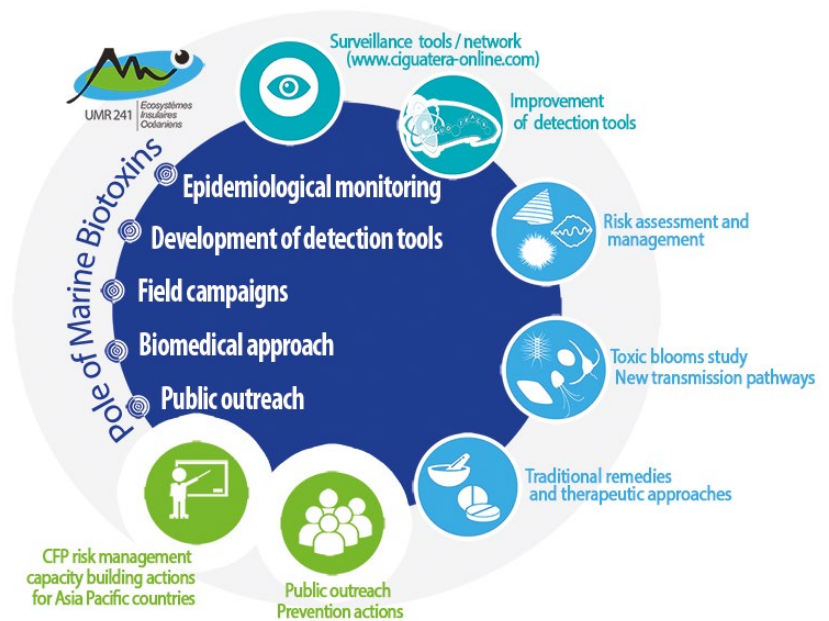 Surveillance tools / network
(www.ciguatera-online.com)
UMR 241
Ecosystèmes
Insulaires
Océaniens
Improvement
of detection tools
Pole of Marine Biotoxins
Epidemiological monitoring
Development of detection tools
Field campaigns
Biomedical approach
Public outreach
Risk assessment and
management
Toxic blooms study
New transmission pathways
Traditional remedies
and therapeutic approaches
CFP risk management
capacity building actions
for Asia Pacific countries
Public outreach
Prevention actions